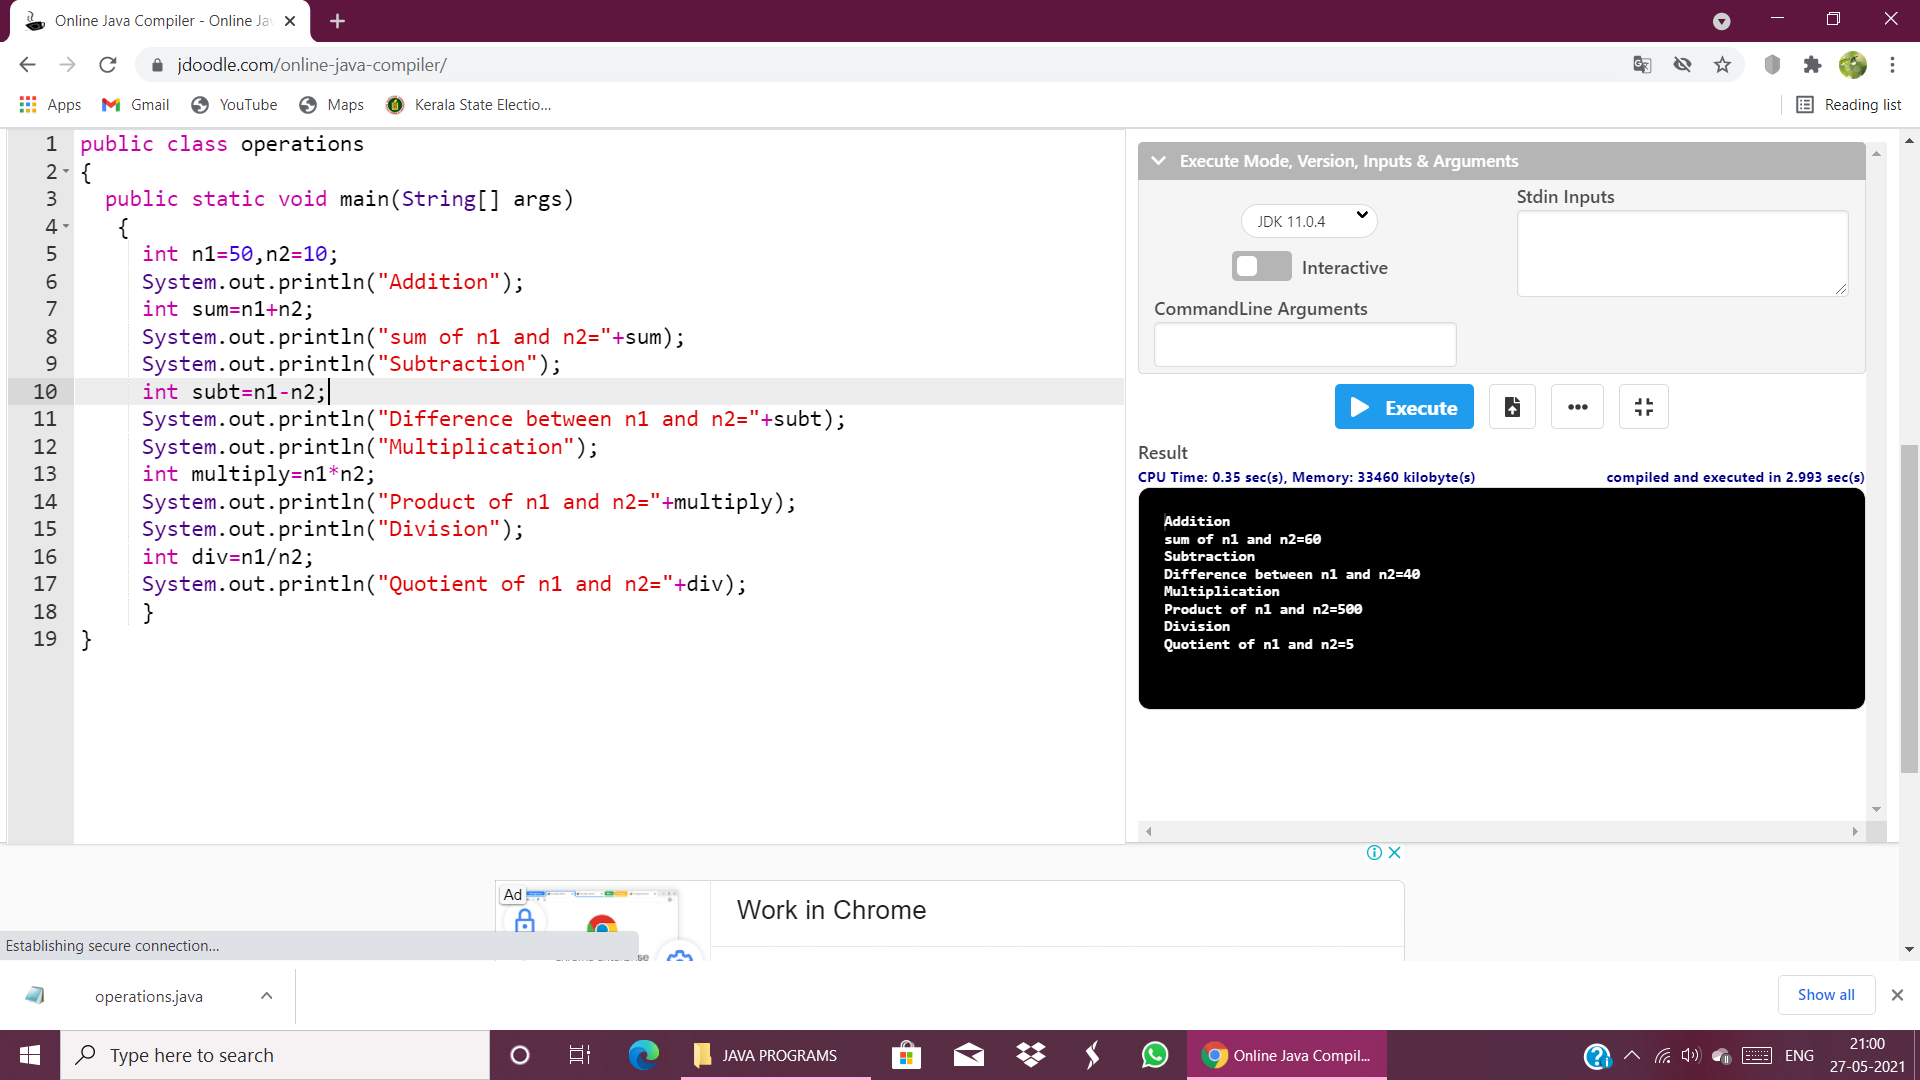 Online Java Compiler - Online Ja
jdoodle.com/online-java-compiler/
Apps
Gmail
YouTube
Maps
Kerala State Electio...
Reading list
1 public class operations
2 {
3 public static void main(String[] args)
4 {
5 int n1=50,n2=10;
6 System.out.println("Addition");
7 int sum=n1+n2;
8 System.out.println("sum of n1 and n2="+sum);
9 System.out.println("Subtraction");
10 int subt=n1-n2;
11 System.out.println("Difference between n1 and n2="+subt);
12 System.out.println("Multiplication");
13 int multiply=n1*n2;
14 System.out.println("Product of n1 and n2="+multiply);
15 System.out.println("Division");
16 int div=n1/n2;
17 System.out.println("Quotient of n1 and n2="+div);
18 }
19 }
Execute Mode, Version, Inputs & Arguments
JDK 11.0.4
Stdin Inputs
Interactive
CommandLine Arguments
Execute
Result
CPU Time: 0.35 sec(s), Memory: 33460 kilobyte(s)
compiled and executed in 2.993 sec(s)
Addition
sum of n1 and n2=60
Subtraction
Difference between n1 and n2=40
Multiplication
Product of n1 and n2=500
Division
Quotient of n1 and n2=5
Ad
Work in Chrome
Establishing secure connection...
operations.java
Show all
Type here to search
JAVA PROGRAMS
Online Java Compil...
ENG
21:00
27-05-2021